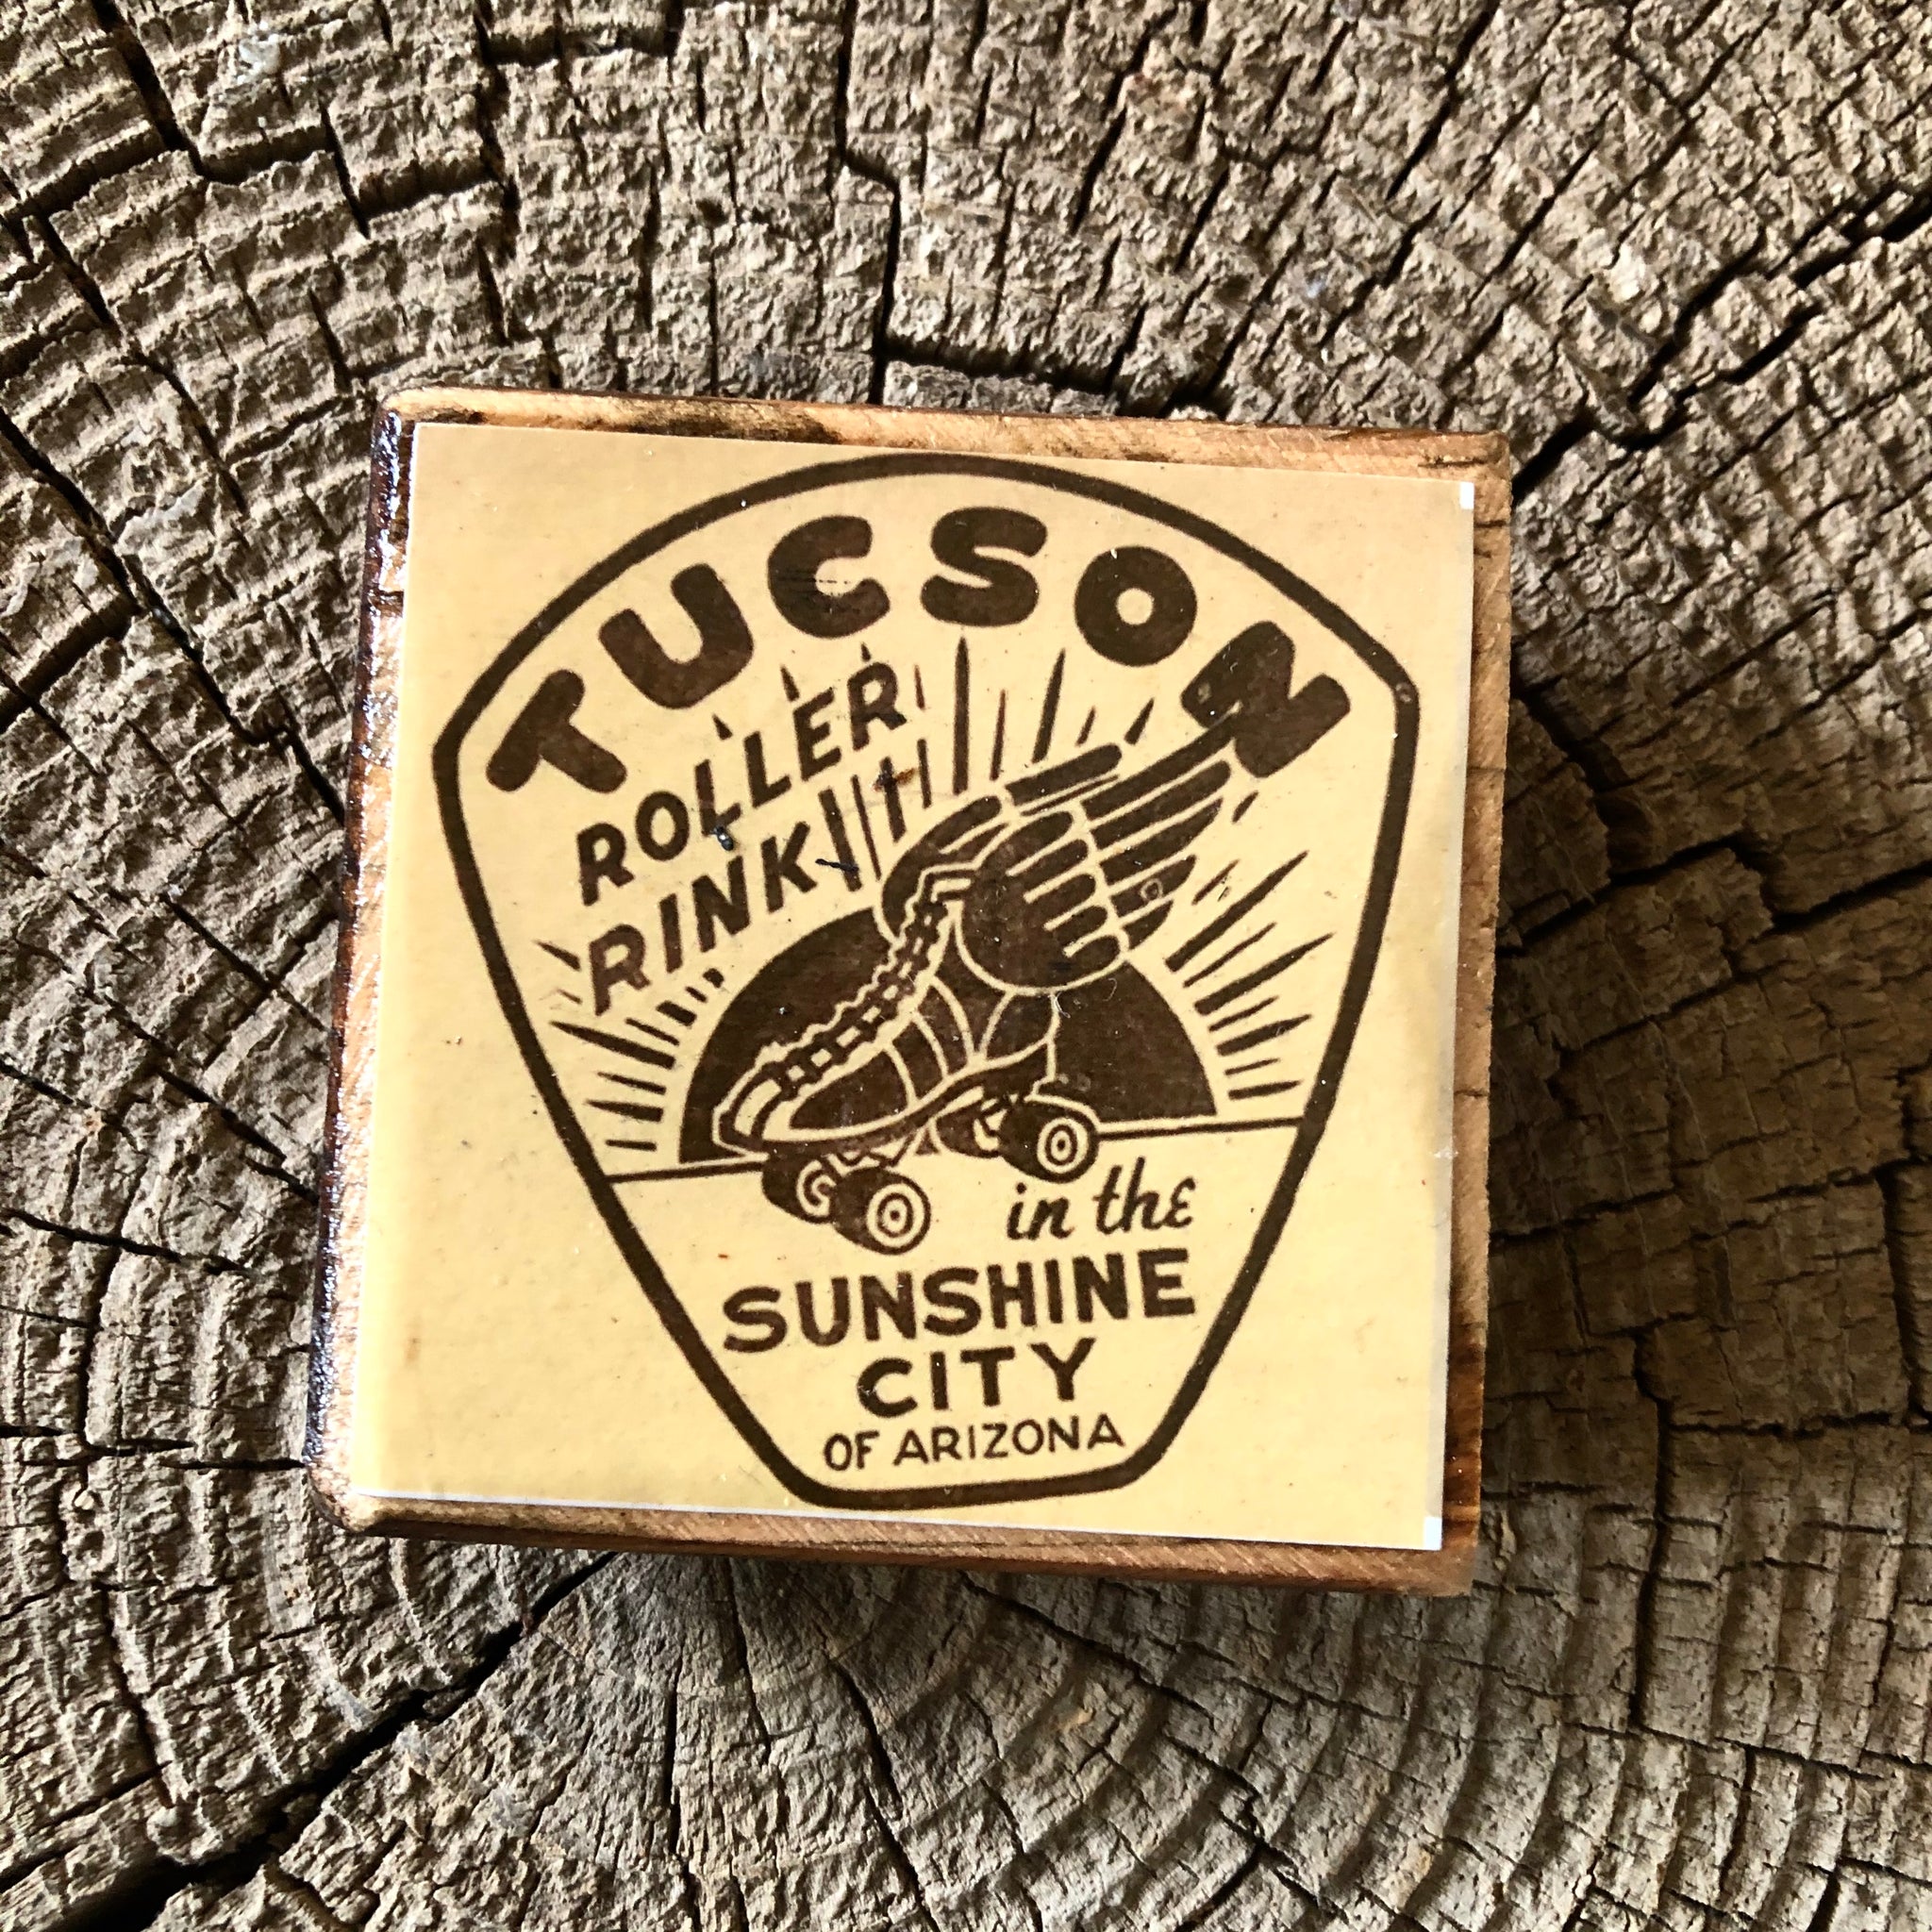 TUCSON
ROLLER
RINK
in the
SUNSHINE
CITY
OF ARIZONA